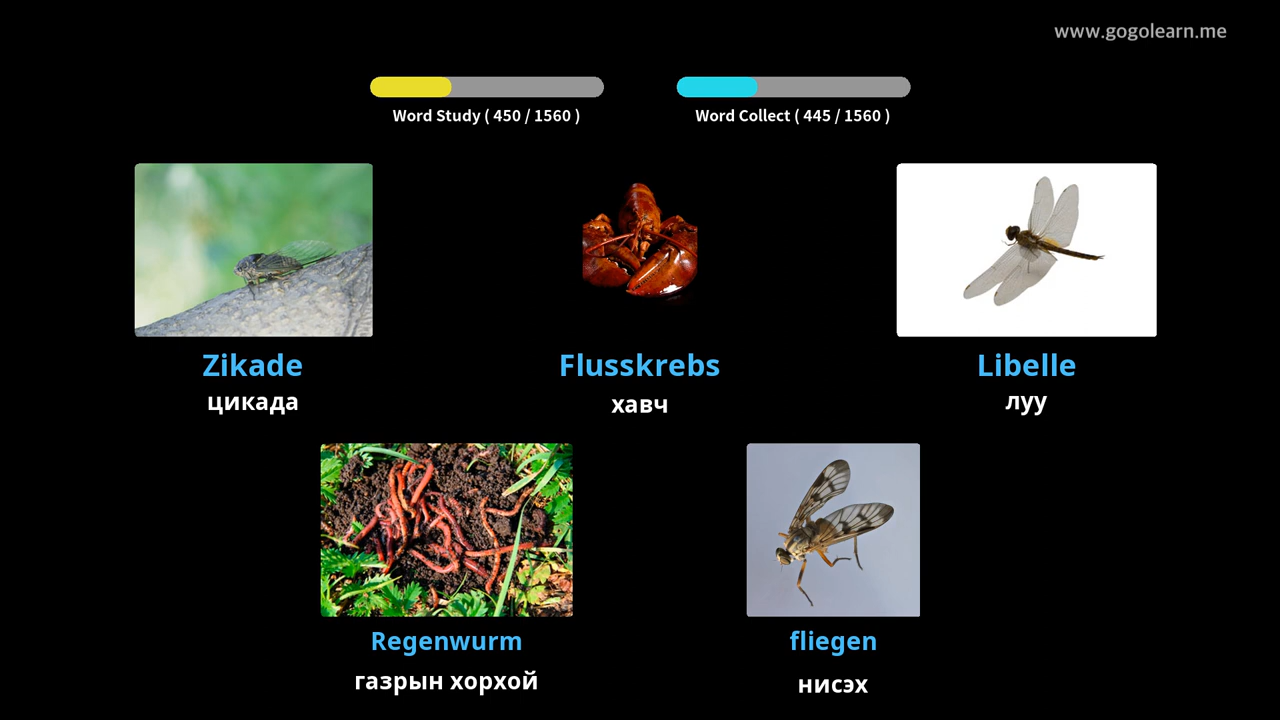 www.gogolearn.me
Word Study ( 450 / 1560 )
Word Collect ( 445 / 1560 )
Zikade
Flusskrebs
Libelle
цикада
хавч
луу
Regenwurm
fliegen
газрын хорхой
нисэх